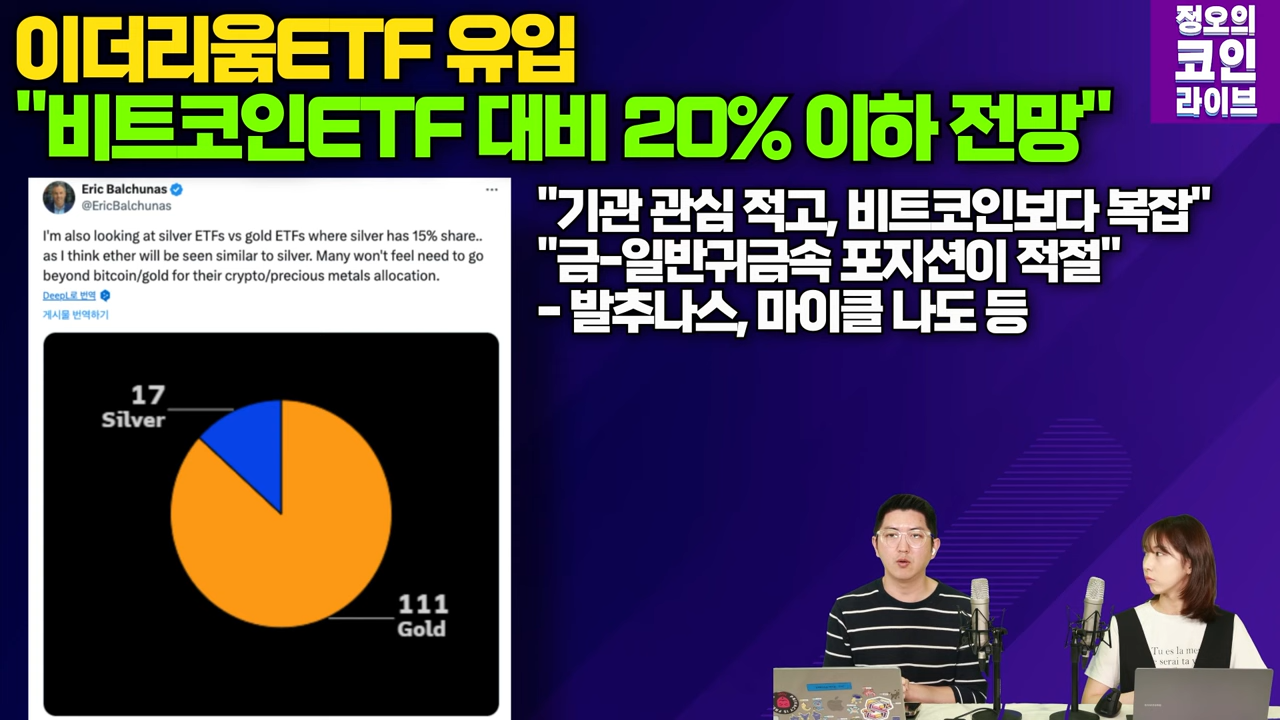 이더리움ETF 유입
"비트코인ETF 대비 20% 이하 전망"
정오의
코인
라이브
Eric Balchunas
@EricBalchunas
I'm also looking at silver ETFs vs gold ETFs where silver has 15% share..
as I think ether will be seen similar to silver. Many won't feel need to go
beyond bitcoin/gold for their crypto/precious metals allocation.
DeepL로 번역
게시물 번역하기
17
Silver
111
Gold
"기관 관심 적고, 비트코인보다 복잡"
"금-일반귀금속 포지션이 적절"
- 발추나스, 마이클 나도 등
Tu es la
serai ta